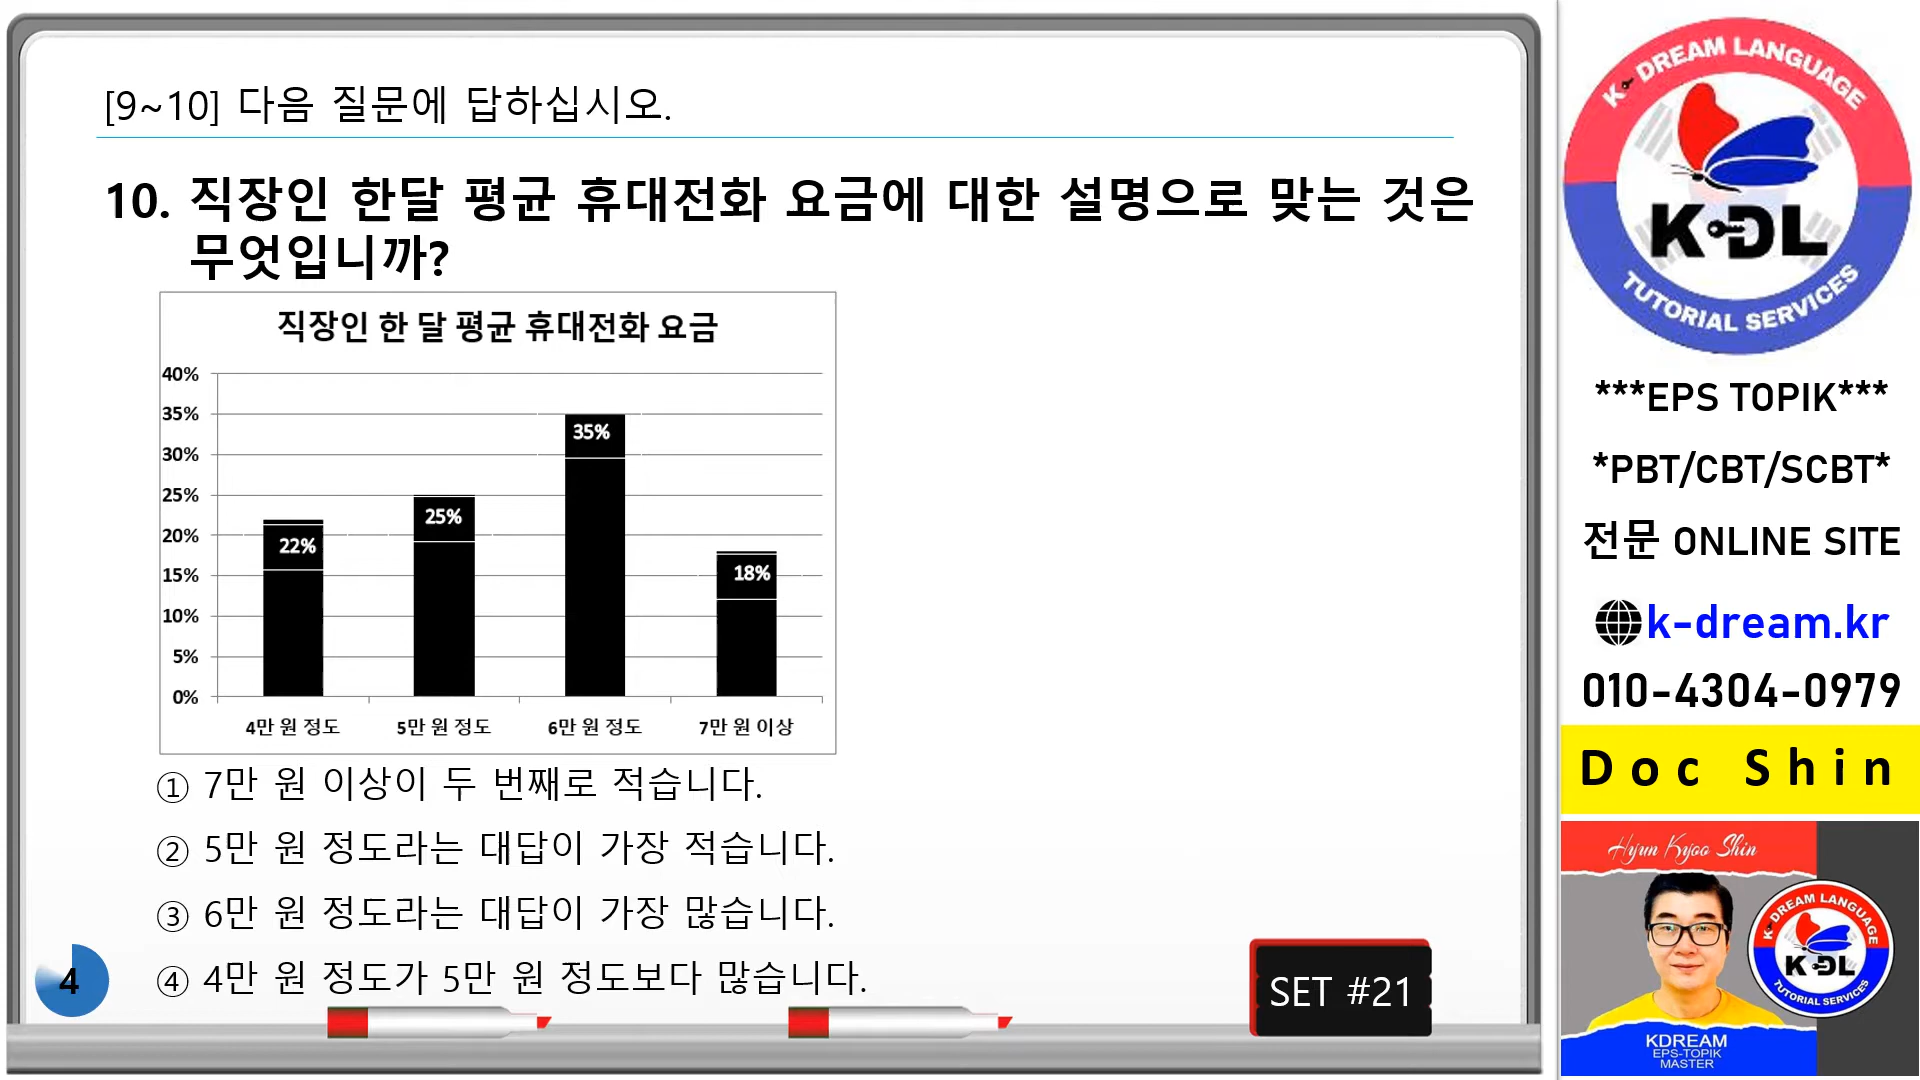 [9~10] 다음 질문에 답하십시오.
10. 직장인 한달 평균 휴대전화 요금에 대한 설명으로 맞는 것은
무엇입니까?
직장인 한 달 평균 휴대전화 요금
40%
35%
30%
25%
20%
15%
10%
5%
0%
22%
25%
35%
18%
4만 원 정도
5만 원 정도
6만 원 정도
7만 원 이상
① 7만 원 이상이 두 번째로 적습니다.
② 5만 원 정도라는 대답이 가장 적습니다.
③ 6만 원 정도라는 대답이 가장 많습니다.
④ 4만 원 정도가 5만 원 정도보다 많습니다.
4
SET #21
K DREAM LANGUAGE
K DL
TUTORIAL SERVICES
***EPS TOPIK***
*PBT/CBT/SCBT*
전문 ONLINE SITE
k-dream.kr
010-4304-0979
Doc Shin
Hyun Kyoo Shin
K DREAM LANGUAGE
K DL
TUTORIAL SERVICES
KDREAM
EPS-TOPIK
MASTER